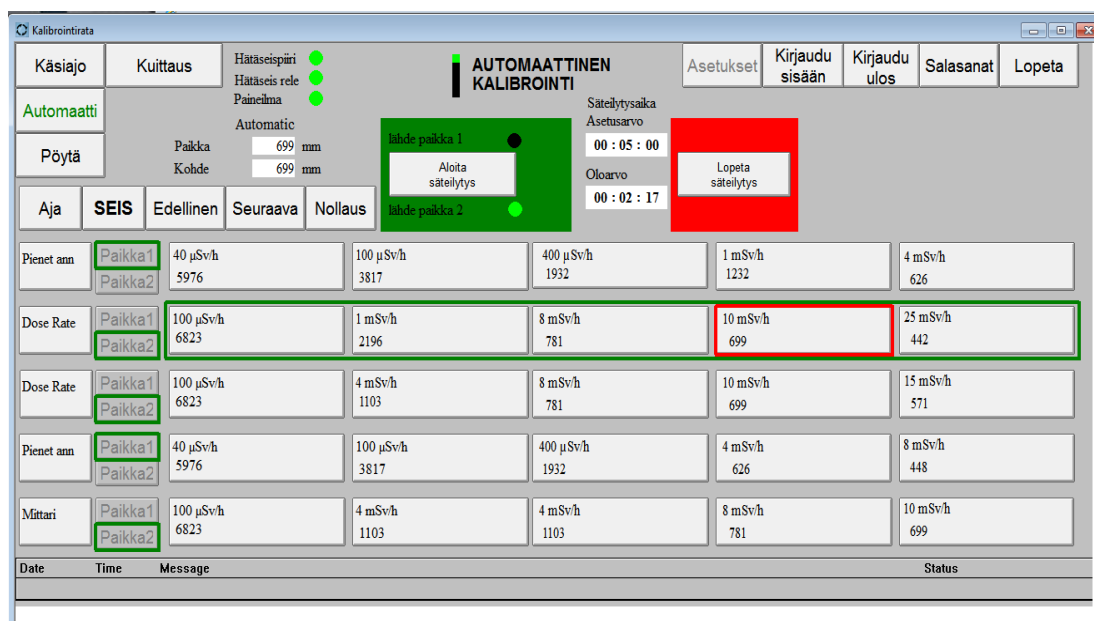 Kalibrointirata
Käsiajo
Kuittaus
Hätäseispiiri
Hätäseis rele
Paineilma
AUTOMAATTINEN
KALIBROINTI
Asetukset
Kirjaudu
sisään
Kirjaudu
ulos
Salasanat
Lopeta
Automaatti
Pöytä
Automatic
Paikka 699 mm
Kohde 699 mm
lähde paikka 1
Aloita
säteilytys
lähde paikka 2
Säteilytysaika
Asetusarvo
00 : 05 : 00
Oloarvo
00 : 02 : 17
Lopeta
säteilytys
Aja
SEIS
Edellinen
Seuraava
Nollaus
Pienet ann
Paikka1
Paikka2
40 µSv/h
5976
100 µSv/h
3817
400 µSv/h
1932
1 mSv/h
1232
4 mSv/h
626
Dose Rate
Paikka1
Paikka2
100 µSv/h
6823
1 mSv/h
2196
8 mSv/h
781
10 mSv/h
699
25 mSv/h
442
Dose Rate
Paikka1
Paikka2
100 µSv/h
6823
4 mSv/h
1103
8 mSv/h
781
10 mSv/h
699
15 mSv/h
571
Pienet ann
Paikka1
Paikka2
40 µSv/h
5976
100 µSv/h
3817
400 µSv/h
1932
4 mSv/h
626
8 mSv/h
448
Mittari
Paikka1
Paikka2
100 µSv/h
6823
4 mSv/h
1103
4 mSv/h
1103
8 mSv/h
781
10 mSv/h
699
Date Time Message Status